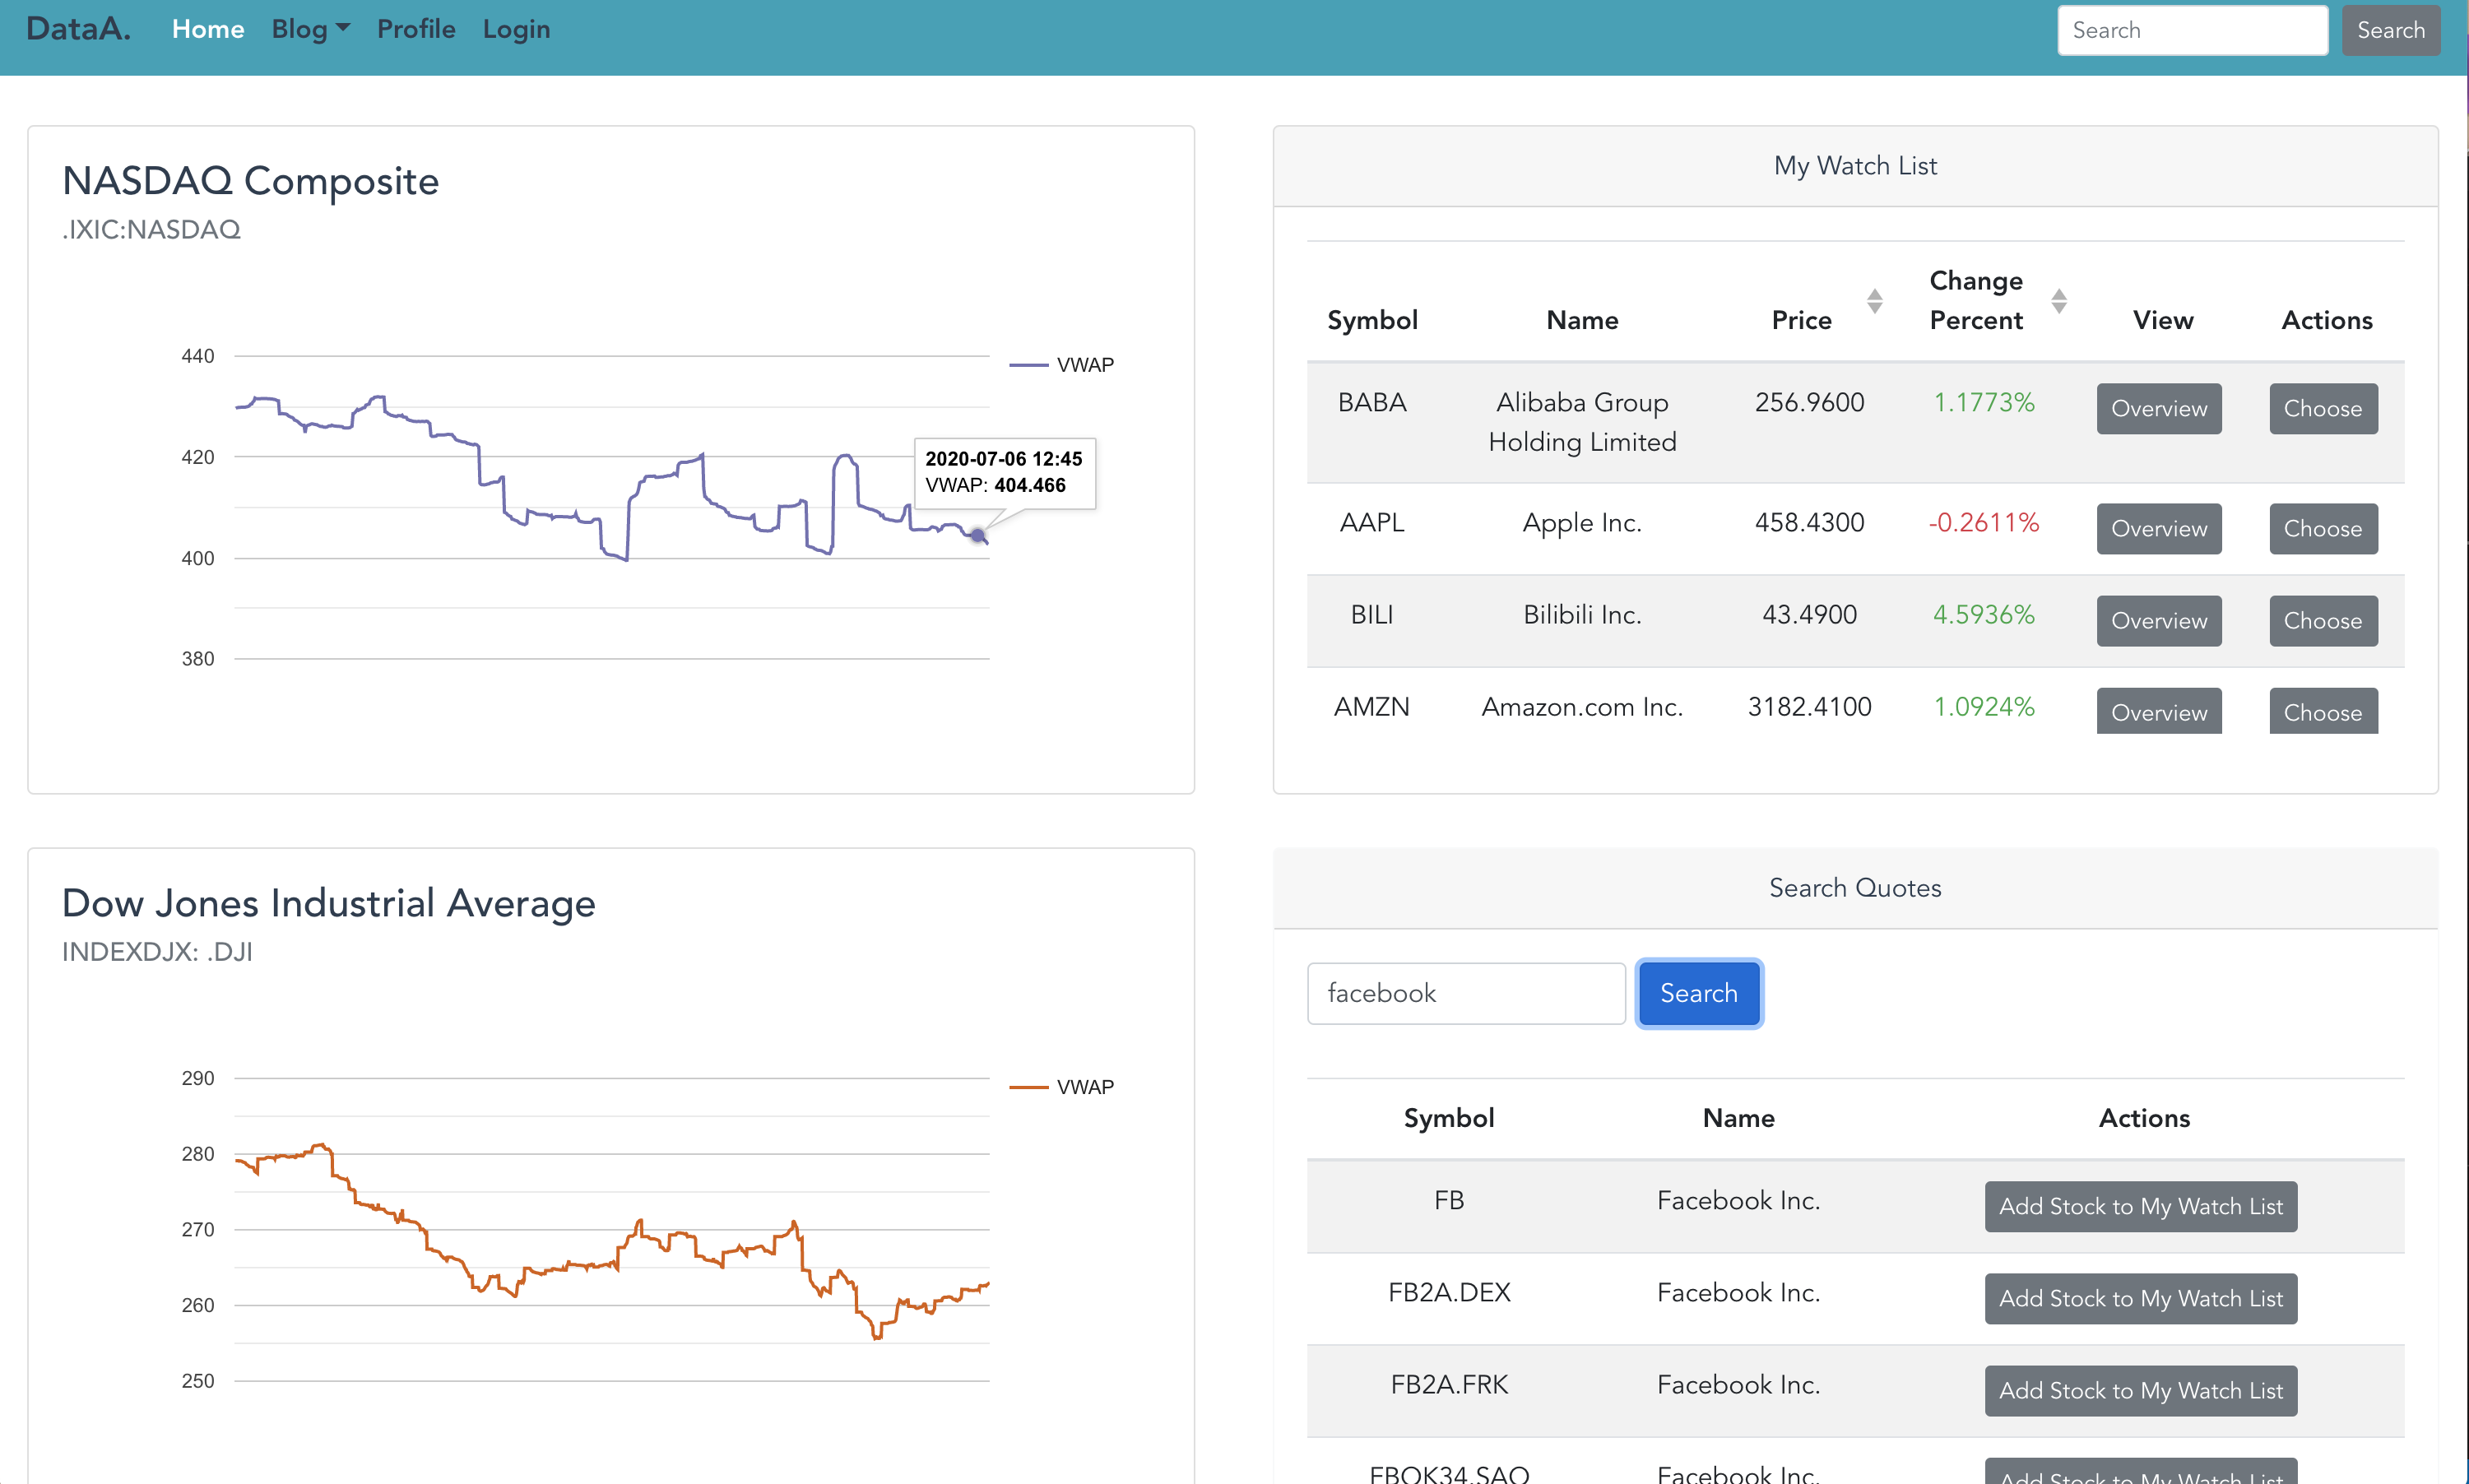 DataA. Home Blog Profile Login Search Search
NASDAQ Composite
.IXIC:NASDAQ
440
420
400
380
VWAP
2020-07-06 12:45
VWAP: 404.466
My Watch List
Symbol Name Price Change Percent View Actions
BABA Alibaba Group Holding Limited 256.9600 1.1773% Overview Choose
AAPL Apple Inc. 458.4300 -0.2611% Overview Choose
BILI Bilibili Inc. 43.4900 4.5936% Overview Choose
AMZN Amazon.com Inc. 3182.4100 1.0924% Overview Choose
Dow Jones Industrial Average
INDEXDJX: .DJI
290
280
270
260
250
VWAP
Search Quotes
facebook Search
Symbol Name Actions
FB Facebook Inc. Add Stock to My Watch List
FB2A.DEX Facebook Inc. Add Stock to My Watch List
FB2A.FRK Facebook Inc. Add Stock to My Watch List
FBOK34.SAO Facebook Inc. Add Stock to My Watch List